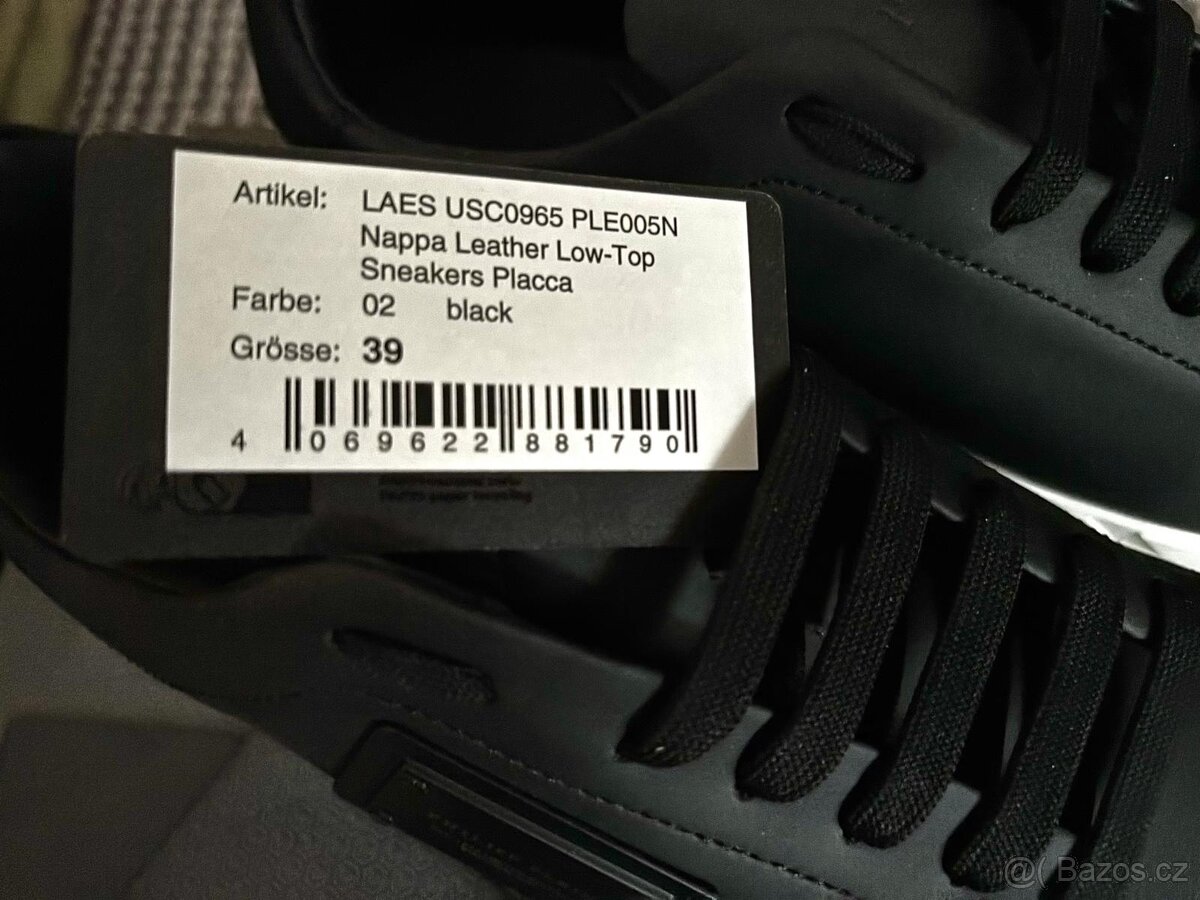 Artikel: LAES USC0965 PLE005N
Nappa Leather Low-Top
Sneakers Placca
Farbe: 02 black
Grösse: 39
4 069622 881790
@( Bazos.cz